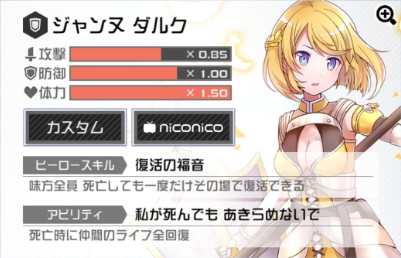 ジャンヌ ダルク
攻撃 × 0.85
防御 × 1.00
体力 × 1.50
カスタム niconico
ヒーロースキル 復活の福音
味方全員 死亡しても一度だけその場で復活できる
アビリティ 私が死んでも あきらめないで
死亡時に仲間のライフ全回復